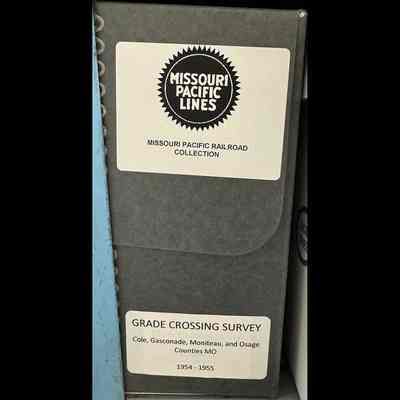 MISSOURI
PACIFIC
LINES
MISSOURI PACIFIC RAILROAD
COLLECTION
GRADE CROSSING SURVEY
Cole, Gasconade, Moniteau, and Osage
Counties MO
1954 - 1955